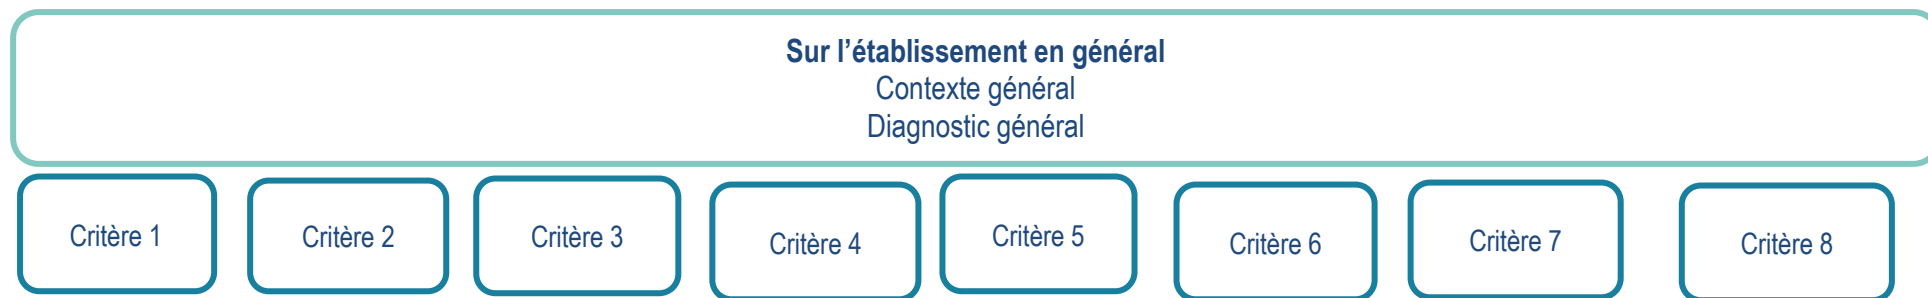 Sur l’établissement en général
Contexte général
Diagnostic général
Critère 1
Critère 2
Critère 3
Critère 4
Critère 5
Critère 6
Critère 7
Critère 8